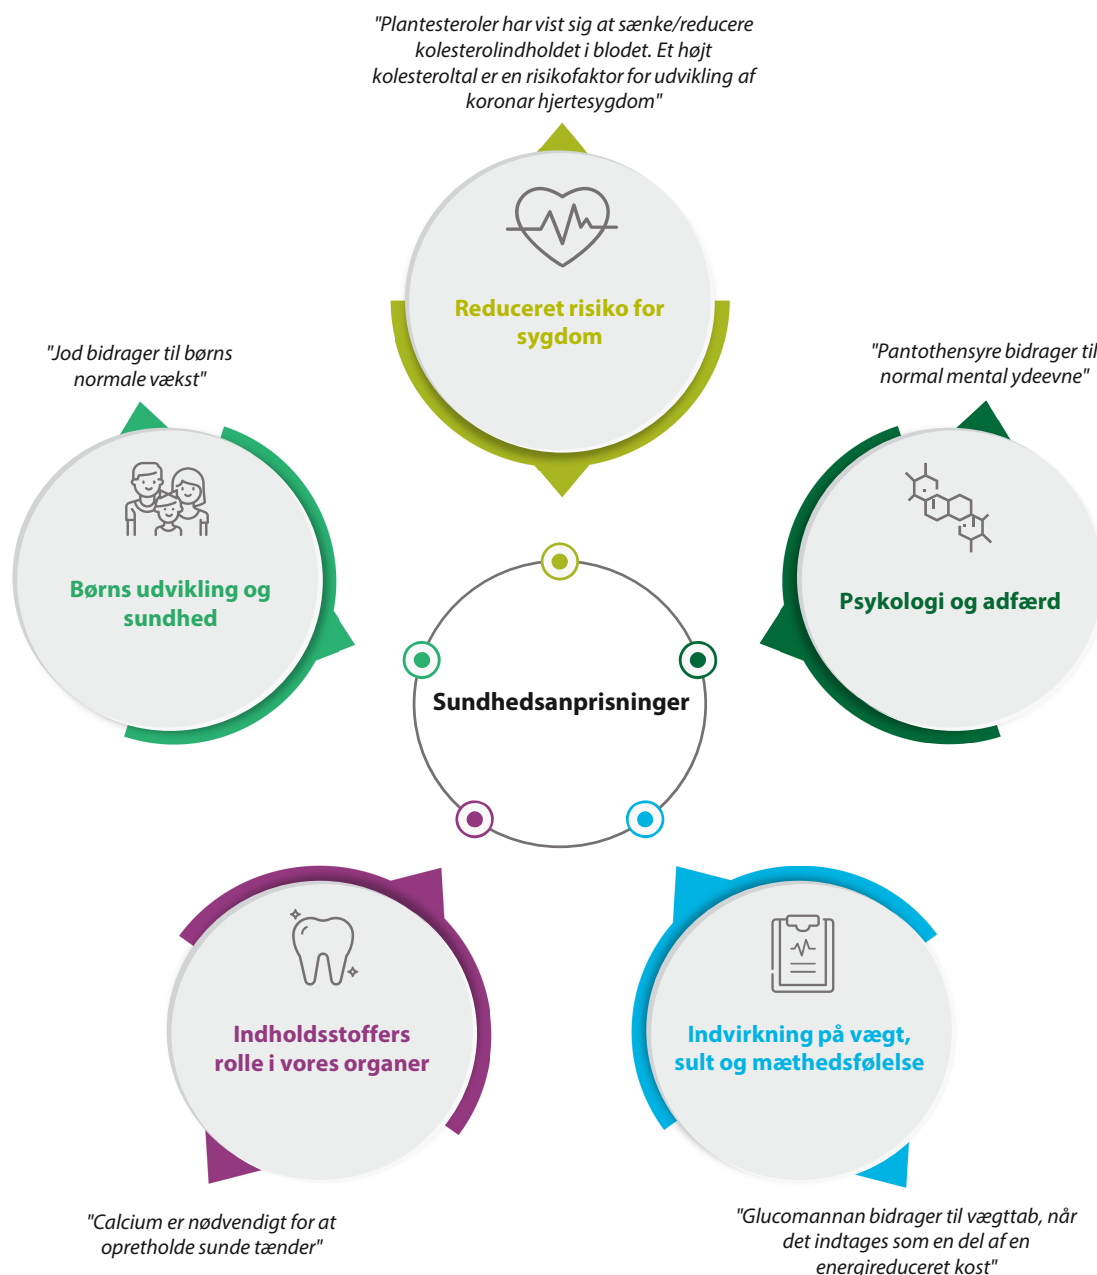 "Plantesteroler har vist sig at sænke/reducere
kolesterolindholdet i blodet. Et højt
kolesteroltal er en risikofaktor for udvikling af
koronar hjertesygdom"
Reduceret risiko for
sygdom
"Jod bidrager til børns
normale vækst"
"Pantothensyre bidrager til
normal mental ydeevne"
Børns udvikling og
sundhed
Psykologi og adfærd
Sundhedsanprisninger
Indholdsstoffers
rolle i vores organer
Indvirkning på vægt,
sult og mæthedsfølelse
"Calcium er nødvendigt for at
opretholde sunde tænder"
"Glucomannan bidrager til vægttab, når
det indtages som en del af en
energireduceret kost"